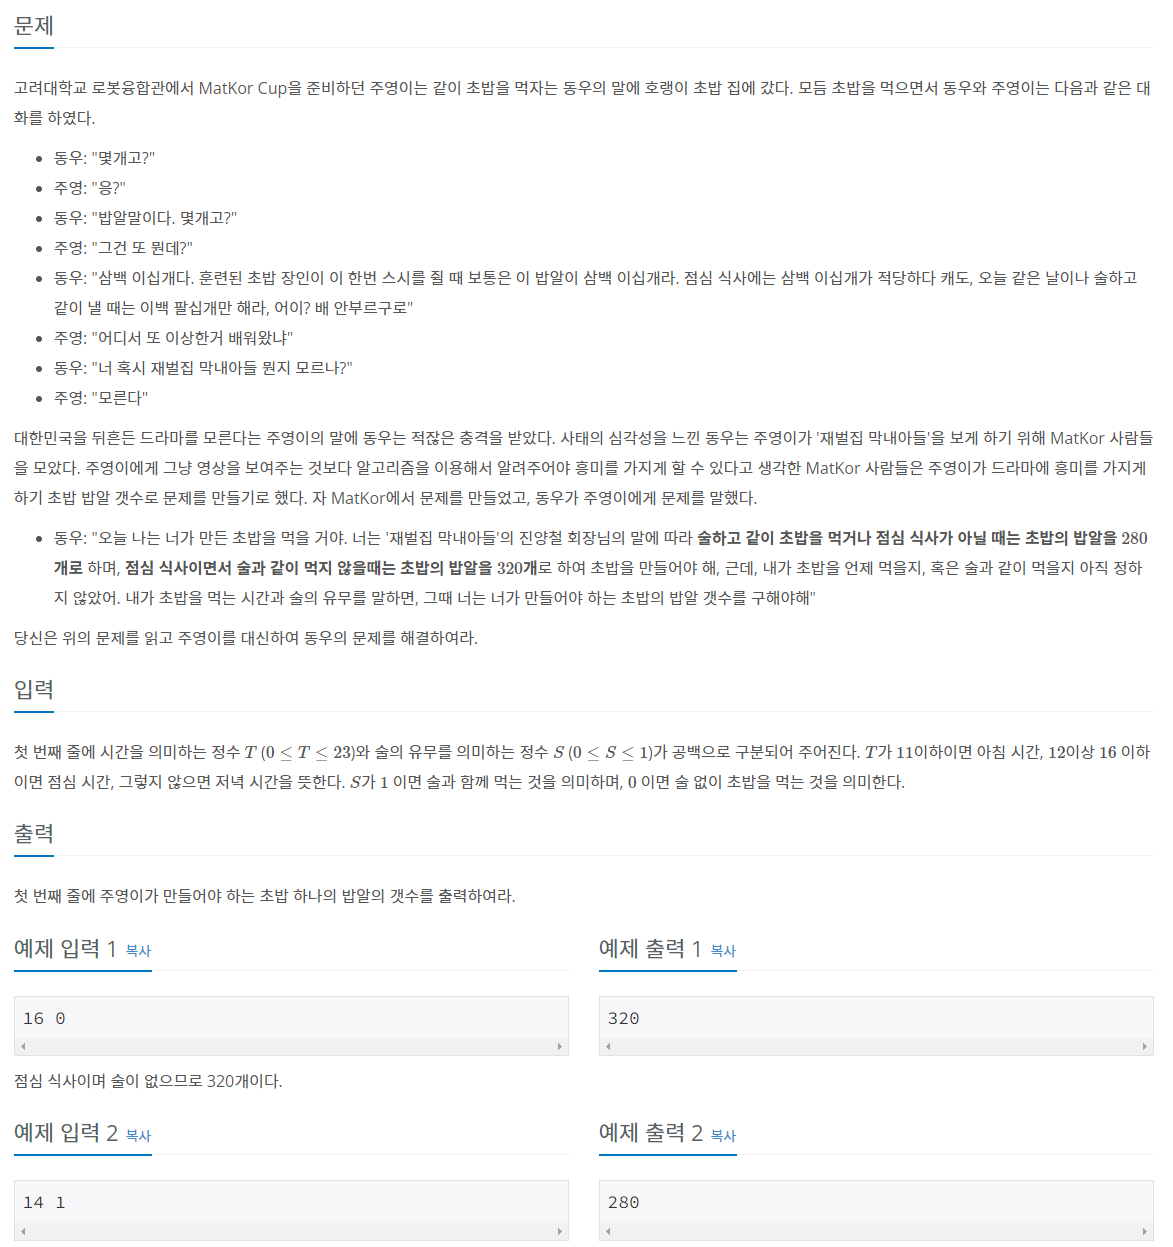 문제
고려대학교 로봇융합관에서 MatKor Cup을 준비하던 주영이는 같이 초밥을 먹자는 동우의 말에 호랭이 초밥 집에 갔다. 모듬 초밥을 먹으면서 동우와 주영이는 다음과 같은 대
화를 하였다.
• 동우: "몇개고?"
• 주영: "응?"
• 동우: "밥알말이다. 몇개고?"
• 주영: "그건 또 뭔데?"
• 동우: "삼백 이십개다. 훈련된 초밥 장인이 이 한번 스시를 쥘 때 보통은 이 밥알이 삼백 이십개라. 점심 식사에는 삼백 이십개가 적당하다 캐도, 오늘 같은 날이나 술하고
같이 낼 때는 이백 팔십개만 해라, 어이? 배 안부르구로"
• 주영: "어디서 또 이상한거 배워왔냐"
• 동우: "너 혹시 재벌집 막내아들 뭔지 모르나?"
• 주영: "모른다"
대한민국을 뒤흔든 드라마를 모른다는 주영이의 말에 동우는 적잖은 충격을 받았다. 사태의 심각성을 느낀 동우는 주영이가 '재벌집 막내아들'을 보게 하기 위해 MatKor 사람들
을 모았다. 주영이에게 그냥 영상을 보여주는 것보다 알고리즘을 이용해서 알려주어야 흥미를 가지게 할 수 있다고 생각한 MatKor 사람들은 주영이가 드라마에 흥미를 가지게
하기 초밥 밥알 갯수로 문제를 만들기로 했다. 자 MatKor에서 문제를 만들었고, 동우가 주영이에게 문제를 말했다.
• 동우: "오늘 나는 너가 만든 초밥을 먹을 거야. 너는 '재벌집 막내아들'의 진양철 회장님의 말에 따라 술하고 같이 초밥을 먹거나 점심 식사가 아닐 때는 초밥의 밥알을 280
개로 하며, 점심 식사이면서 술과 같이 먹지 않을때는 초밥의 밥알을 320개로 하여 초밥을 만들어야 해, 근데, 내가 초밥을 언제 먹을지, 혹은 술과 같이 먹을지 아직 정하
지 않았어. 내가 초밥을 먹는 시간과 술의 유무를 말하면, 그때 너는 너가 만들어야 하는 초밥의 밥알 갯수를 구해야해"
당신은 위의 문제를 읽고 주영이를 대신하여 동우의 문제를 해결하여라.
입력
첫 번째 줄에 시간을 의미하는 정수 T (0 ≤ T ≤ 23)와 술의 유무를 의미하는 정수 S (0 ≤ S ≤ 1)가 공백으로 구분되어 주어진다. T가 11이하이면 아침 시간, 12이상 16 이하
이면 점심 시간, 그렇지 않으면 저녁 시간을 뜻한다. S가 1 이면 술과 함께 먹는 것을 의미하며, 0 이면 술 없이 초밥을 먹는 것을 의미한다.
출력
첫 번째 줄에 주영이가 만들어야 하는 초밥 하나의 밥알의 갯수를 출력하여라.
예제 입력 1 복사
16 0
예제 출력 1 복사
320
점심 식사이며 술이 없으므로 320개이다.
예제 입력 2 복사
14 1
예제 출력 2 복사
280